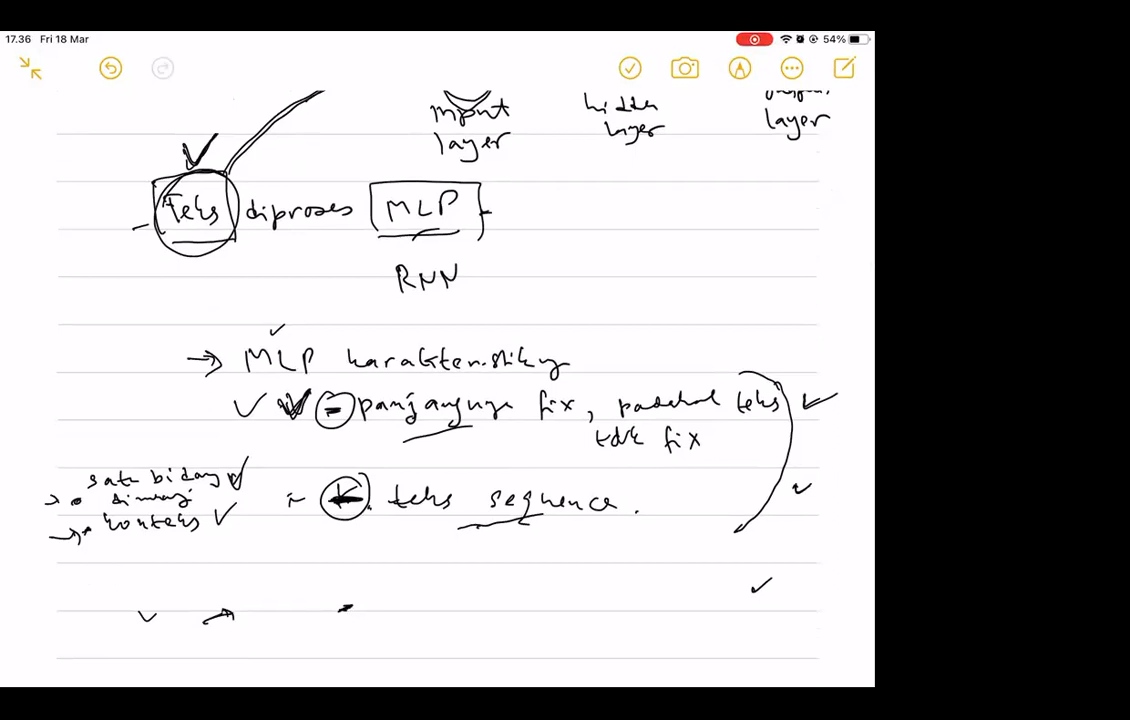 17.36 Fri 18 Mar
54%
input hidden
layer layer layer
teks diproses MLP
RNN
→ MLP karakteristiknya
- panjangnya fix, padahal teks
tdk fix
satu bidang
konteks
teks sequence.